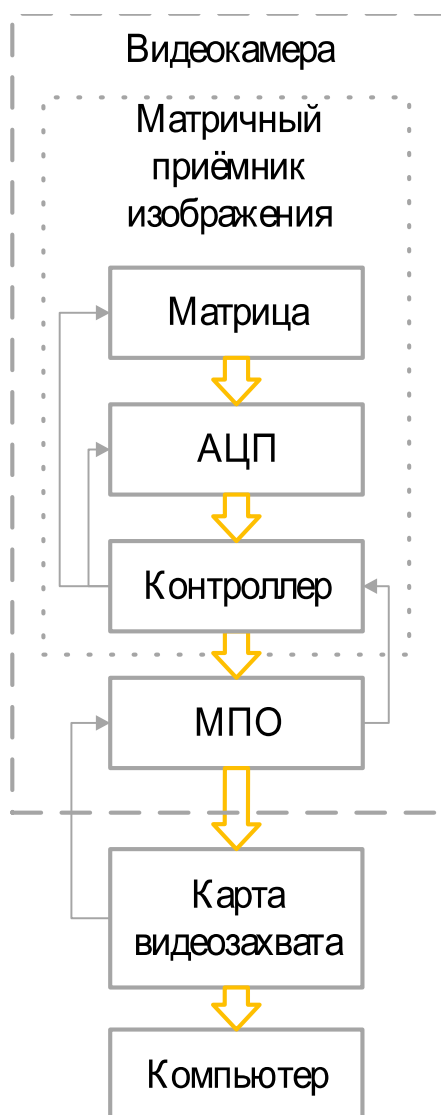 Видеокамера
Матричный
приёмник
изображения
Матрица
АЦП
Контроллер
МПО
Карта
видеозахвата
Компьютер